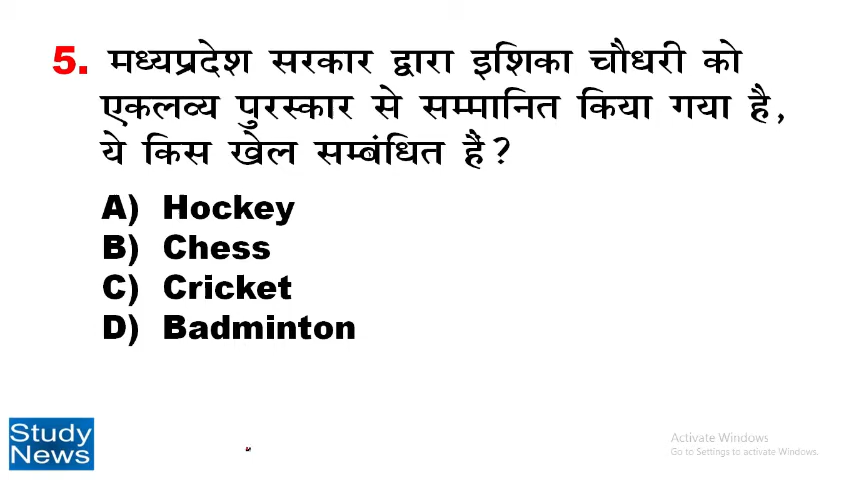 5. मध्यप्रदेश सरकार द्वारा इशिका चौधरी को
एकलव्य पुरस्कार से सम्मानित किया गया है,
ये किस खेल सम्बंधित हैं?
A) Hockey
B) Chess
C) Cricket
D) Badminton
Study
News
Activate Windows
Go to Settings to activate Windows.